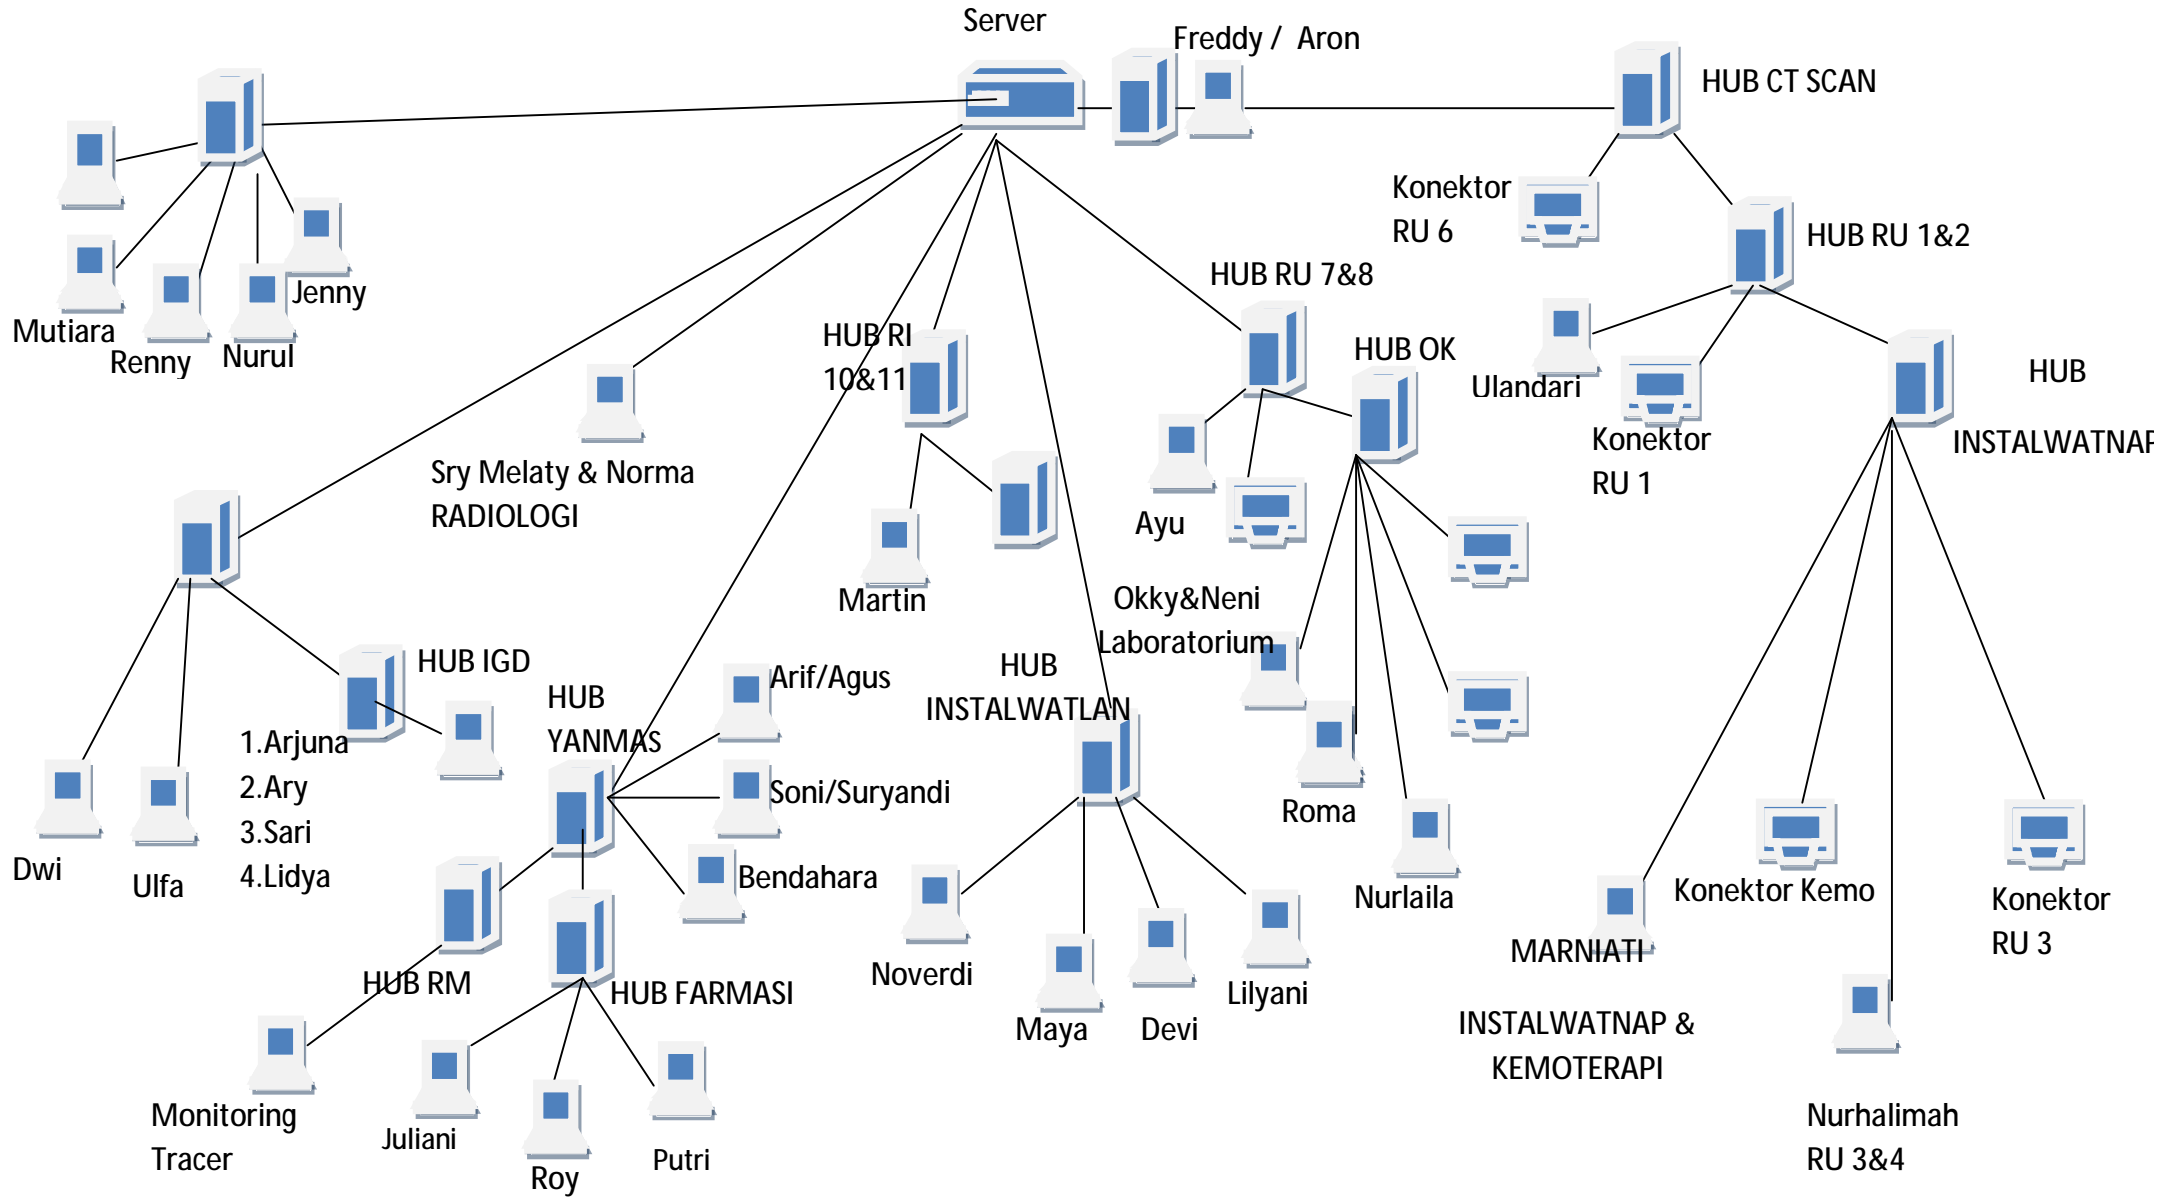 Server
Freddy / Aron
HUB CT SCAN
Konektor
RU 6
HUB RU 1&2
HUB RU 7&8
Jenny
Mutiara
Renny
Nurul
HUB RI
10&11
HUB OK
Ulandari
HUB
INSTALWATNAP
Konektor
RU 1
Sry Melaty & Norma
RADIOLOGI
Ayu
Martin
Okky&Neni
Laboratorium
HUB IGD
HUB
YANMAS
Arif/Agus
HUB
INSTALWATLAN
1.Arjuna
2.Ary
3.Sari
4.Lidya
Soni/Suryandi
Roma
Dwi
Ulfa
Bendahara
Nurlaila
Konektor Kemo
Konektor
RU 3
MARNIATI
INSTALWATNAP &
KEMOTERAPI
HUB RM
HUB FARMASI
Noverdi
Lilyani
Maya
Devi
Monitoring
Tracer
Juliani
Roy
Putri
Nurhalimah
RU 3&4